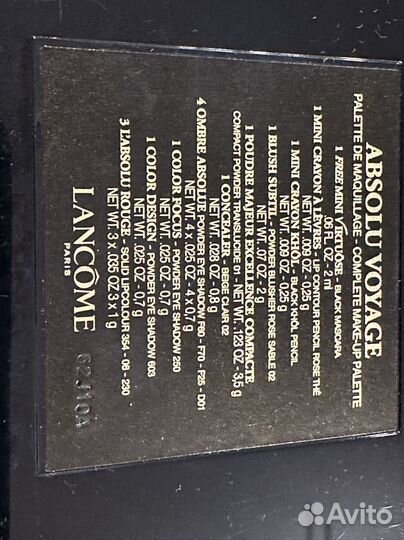 ABSOLU VOYAGE
PALETTE DE MAQUILLAGE - COMPLETE MAKE-UP PALETTE
1 FREE MINI VIRTUÔSE - BLACK MASCARA
.06 FL. OZ - 2 ml
1 MINI CRAYON À LÈVRES - LIP CONTOUR PENCIL ROSE THÉ
NET WT. .009 OZ - 0,25 g
1 MINI CRAYON KHÔL - BLACK KHÔL PENCIL
NET WT. .009 OZ - 0,25 g
1 BLUSH SUBTIL - POWDER BLUSHER ROSE SABLE 02
NET WT. .07 OZ - 2 g
1 POUDRE MAJEUR EXCELLENCE COMPACTE
COMPACT POWDER TRANSLUCIDE - NET WT. .123 OZ - 3,5 g
1 CONCEALER - BEIGE CLAIR 02
NET WT. .028 OZ - 0,8 g
4 OMBRE ABSOLUE - POWDER EYE SHADOW F60 - F70 - P25 - D01
NET WT. 4 x .025 OZ - 4 x 0,7 g
1 COLOR FOCUS - POWDER EYE SHADOW 250
NET WT. .025 OZ - 0,7 g
1 COLOR DESIGN - POWDER EYE SHADOW 603
NET WT. .025 OZ - 0,7 g
3 L'ABSOLU ROUGE - SOLID LIPCOLOUR 354 - 06 - 230
NET WT. 3 x .035 OZ 3 x 1 g
LANCÔME
PARIS
62J10A
Avito